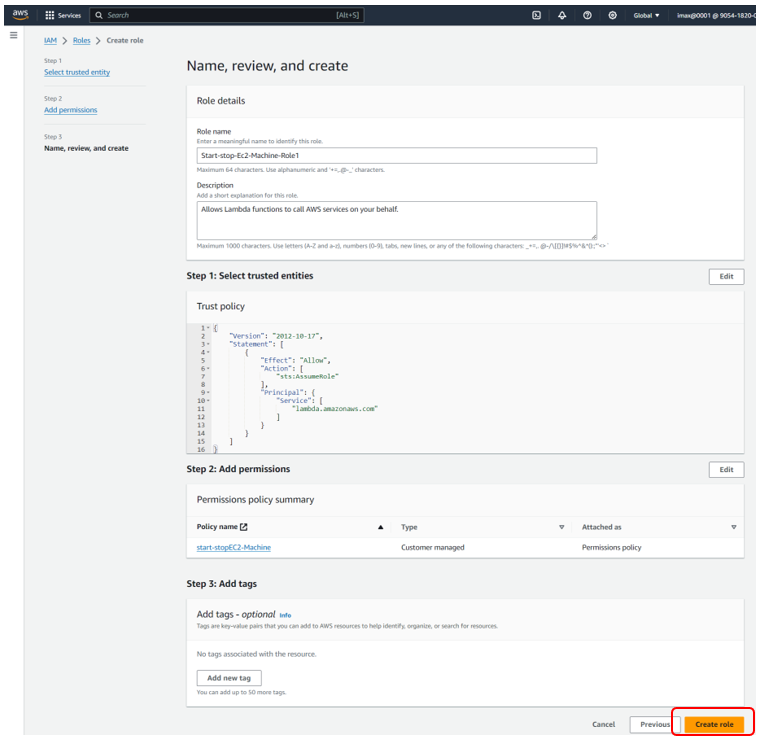 aws
Services
Search
[Alt+S]
Global
imax@0001 @ 9054-1820-
IAM > Roles > Create role
Step 1
Select trusted entity
Step 2
Add permissions
Step 3
Name, review, and create
Name, review, and create
Role details
Role name
Enter a meaningful name to identify this role.
Start-stop-Ec2-Machine-Role1
Maximum 64 characters. Use alphanumeric and '+=,.@-_' characters.
Description
Add a short explanation for this role.
Allows Lambda functions to call AWS services on your behalf.
Maximum 1000 characters. Use letters (A-Z and a-z), numbers (0-9), tabs, new lines, or any of the following characters:
Step 1: Select trusted entities
Edit
Trust policy
1 {
2 "Version": "2012-10-17",
3 "Statement": [
4 {
5 "Effect": "Allow",
6 "Action": [
7 "sts:AssumeRole"
8 ],
9 "Principal": {
10 "Service": [
11 "lambda.amazonaws.com"
12 ]
13 }
14 }
15 ]
16 }
Step 2: Add permissions
Edit
Permissions policy summary
Policy name
Type
Attached as
start-stopEC2-Machine
Customer managed
Permissions policy
Step 3: Add tags
Add tags - optional Info
Tags are key-value pairs that you can add to AWS resources to help identify, organize, or search for resources.
No tags associated with the resource.
Add new tag
You can add up to 50 more tags.
Cancel
Previous
Create role